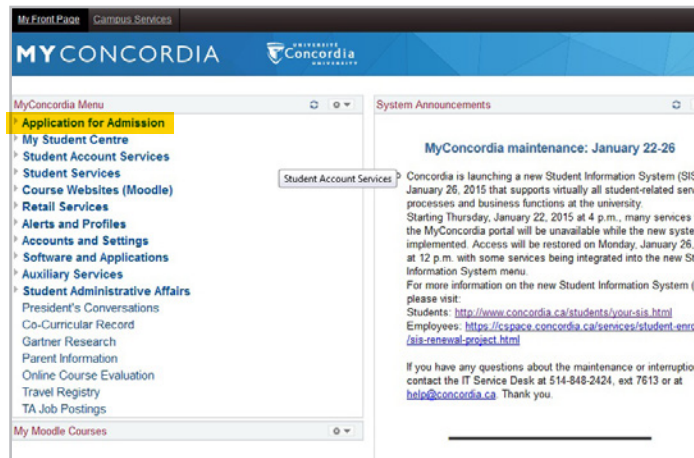 My Front Page Campus Services
MYCONCORDIA
UNIVERSITÉ
Concordia
UNIVERSITY
MyConcordia Menu
Application for Admission
My Student Centre
Student Account Services
Student Services
Course Websites (Moodle)
Retail Services
Alerts and Profiles
Accounts and Settings
Software and Applications
Auxiliary Services
Student Administrative Affairs
President's Conversations
Co-Curricular Record
Gartner Research
Parent Information
Online Course Evaluation
Travel Registry
TA Job Postings
My Moodle Courses
Student Account Services
System Announcements
MyConcordia maintenance: January 22-26
Concordia is launching a new Student Information System (SIS
January 26, 2015 that supports virtually all student-related serv
processes and business functions at the university.
Starting Thursday, January 22, 2015 at 4 p.m., many services
the MyConcordia portal will be unavailable while the new syste
implemented. Access will be restored on Monday, January 26,
at 12 p.m. with some services being integrated into the new St
Information System menu.
For more information on the new Student Information System (
please visit:
Students: http://www.concordia.ca/students/your-sis.html
Employees: https://cspace.concordia.ca/services/student-enro
/sis-renewal-project.html
If you have any questions about the maintenance or interruptio
contact the IT Service Desk at 514-848-2424, ext 7613 or at
help@concordia.ca. Thank you.